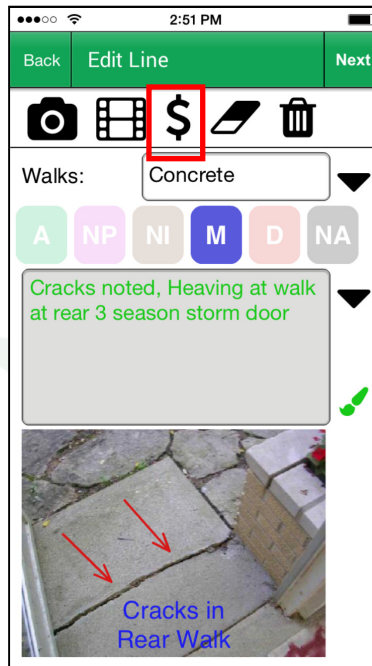 2:51 PM
Back Edit Line Next
$
Walks: Concrete
A NP NI M D NA
Cracks noted, Heaving at walk
at rear 3 season storm door
Cracks in
Rear Walk